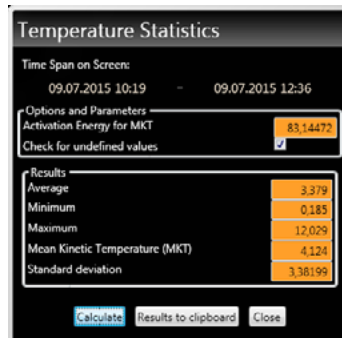 Temperature Statistics
Time Span on Screen:
09.07.2015 10:19 - 09.07.2015 12:36
Options and Parameters
Activation Energy for MKT 83,14472
Check for undefined values
Results
Average 3,379
Minimum 0,185
Maximum 12,029
Mean Kinetic Temperature (MKT) 4,124
Standard deviation 3,38199
Calculate Results to clipboard Close